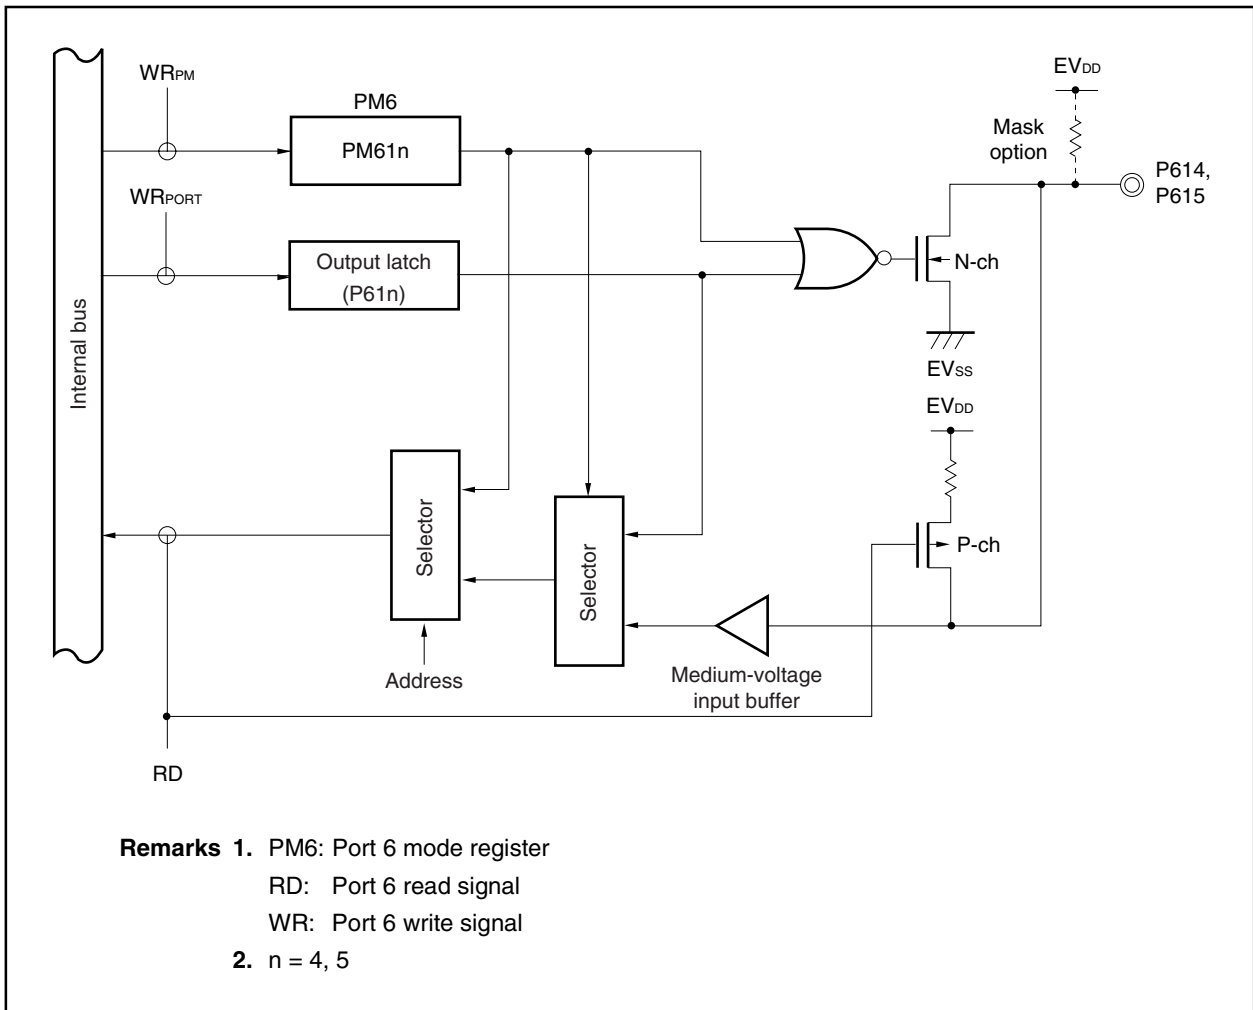 WRPM
PM6
PM61n
WRPORT
Output latch
(P61n)
Internal bus
EVDD
Mask
option
P614,
P615
N-ch
EVSS
EVDD
P-ch
Selector
Selector
Address
Medium-voltage
input buffer
RD
Remarks 1. PM6: Port 6 mode register
RD: Port 6 read signal
WR: Port 6 write signal
2. n = 4, 5